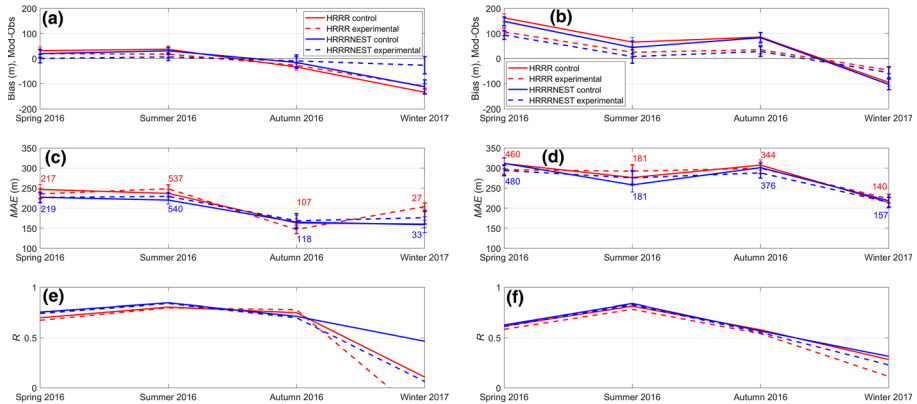 (a)
HRRR control
HRRR experimental
HRRRNEST control
HRRRNEST experimental
Bias (m), Mod-Obs
200
100
0
-100
-200
Spring 2016 Summer 2016 Autumn 2016 Winter 2017
(b)
HRRR control
HRRR experimental
HRRRNEST control
HRRRNEST experimental
Bias (m), Mod-Obs
200
100
0
-100
-200
Spring 2016 Summer 2016 Autumn 2016 Winter 2017
(c)
MAE (m)
350
300
250
200
150
100
217 537 107 27
219 540 118 33
Spring 2016 Summer 2016 Autumn 2016 Winter 2017
(d)
MAE (m)
350
300
250
200
150
100
460 181 344 140
480 181 376 157
Spring 2016 Summer 2016 Autumn 2016 Winter 2017
(e)
R
1
0.5
0
Spring 2016 Summer 2016 Autumn 2016 Winter 2017
(f)
R
1
0.5
0
Spring 2016 Summer 2016 Autumn 2016 Winter 2017